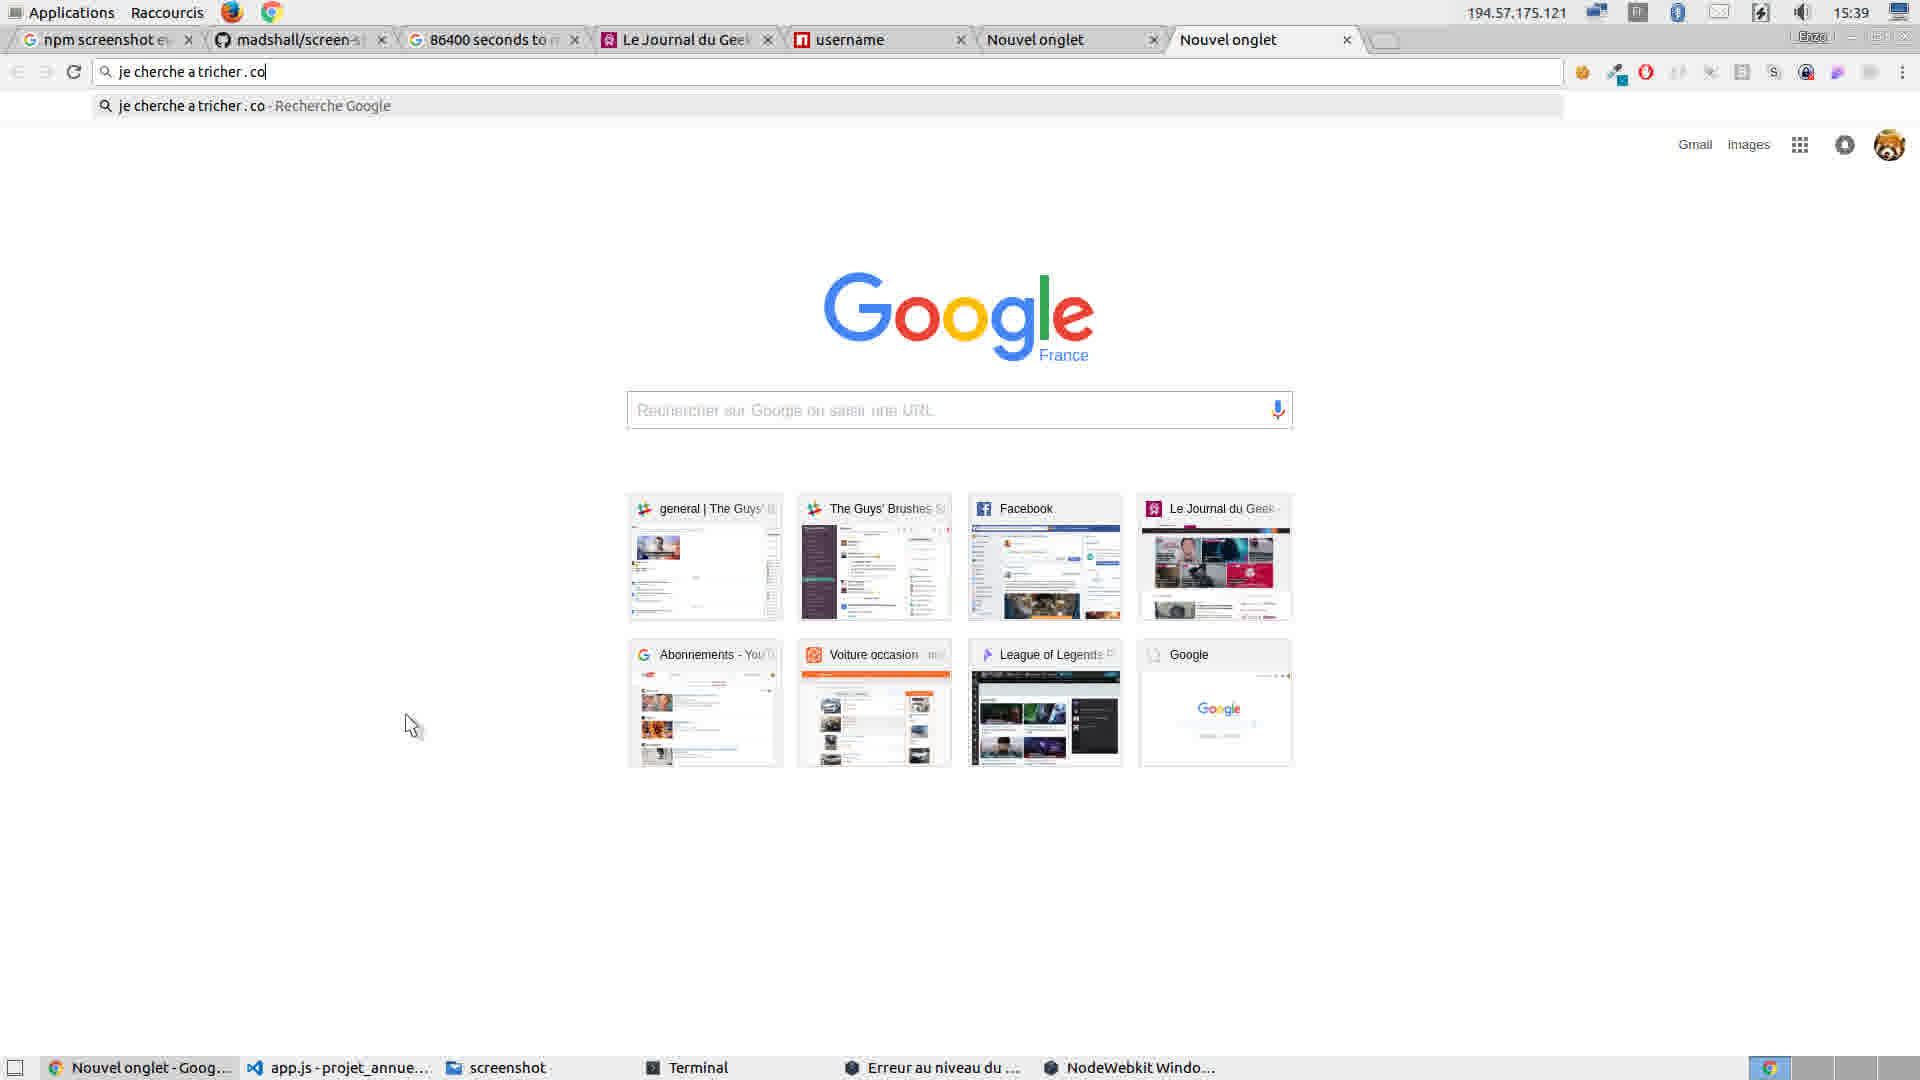 Applications Raccourcis 194.57.175.121 Fr 15:39
npm screenshot ev madshall/screen-s 86400 seconds to m Le Journal du Geek username Nouvel onglet Nouvel onglet Enzo
je cherche a tricher . co
je cherche a tricher . co - Recherche Google
Gmail Images
Google
France
Rechercher sur Google ou saisir une URL
general | The Guys' B The Guys' Brushes S Facebook Le Journal du Geek -
Abonnements - YouT Voiture occasion League of Legends Google
Google
Nouvel onglet - Goog... app.js - projet_annue... screenshot Terminal Erreur au niveau du ... NodeWebkit Windo...